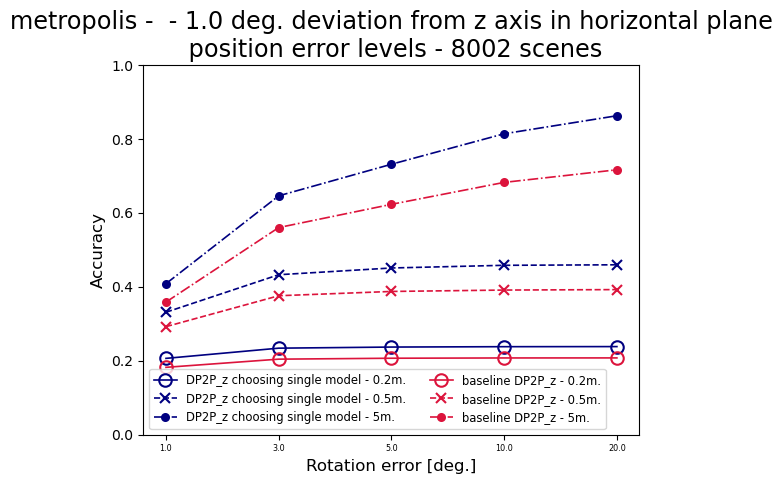 metropolis -  - 1.0 deg. deviation from z axis in horizontal plane
position error levels - 8002 scenes
1.0
0.8
0.6
0.4
0.2
0.0
Accuracy
DP2P_z choosing single model - 0.2m.
DP2P_z choosing single model - 0.5m.
DP2P_z choosing single model - 5m.
baseline DP2P_z - 0.2m.
baseline DP2P_z - 0.5m.
baseline DP2P_z - 5m.
1.0 3.0 5.0 10.0 20.0
Rotation error [deg.]